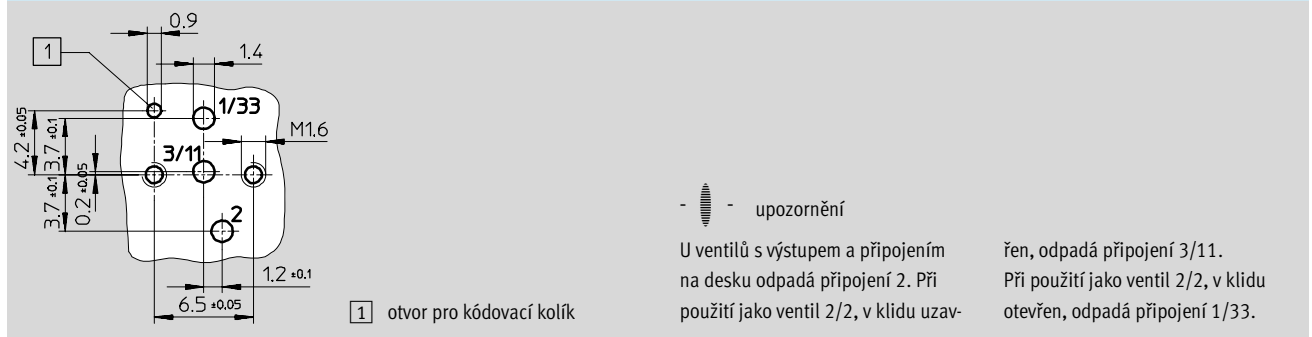 0.9
1
1.4
1/33
4.2 ±0.05
3.7 ±0.1
M1.6
3/11
3.7 ±0.1
0.2 ±0.05
2
1.2 ±0.1
6.5 ±0.05
1 otvor pro kódovací kolík
- - upozornění
U ventilů s výstupem a připojením
na desku odpadá připojení 2. Při
použití jako ventil 2/2, v klidu uzav-
řen, odpadá připojení 3/11.
Při použití jako ventil 2/2, v klidu
otevřen, odpadá připojení 1/33.